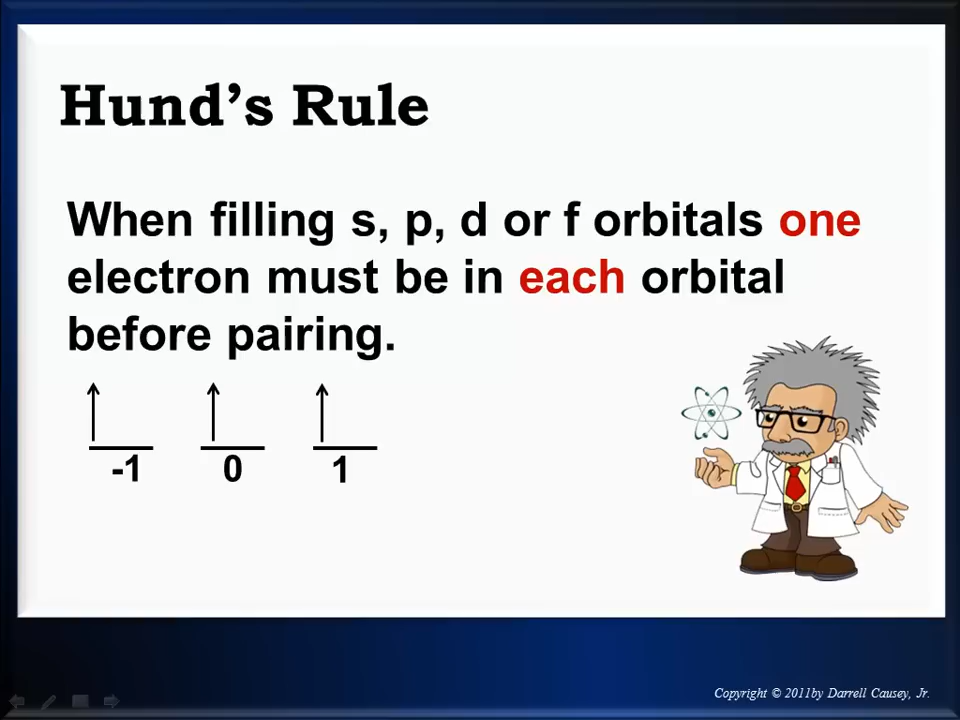 Hund's Rule
When filling s, p, d or f orbitals one
electron must be in each orbital
before pairing.
-1 0 1
Copyright © 2011by Darrell Causey, Jr.